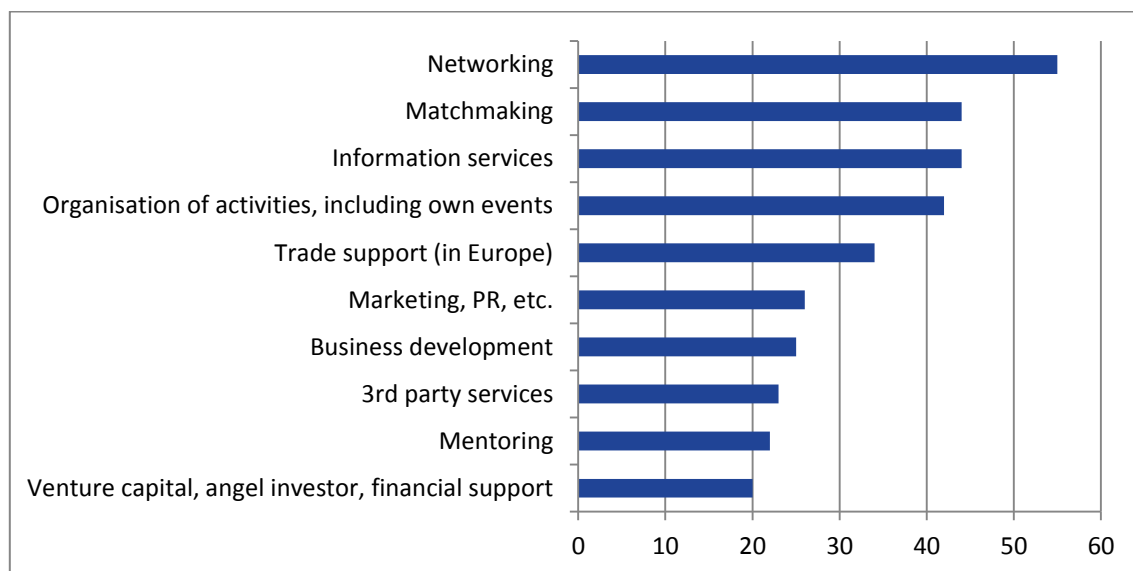 Networking
Matchmaking
Information services
Organisation of activities, including own events
Trade support (in Europe)
Marketing, PR, etc.
Business development
3rd party services
Mentoring
Venture capital, angel investor, financial support
0 10 20 30 40 50 60